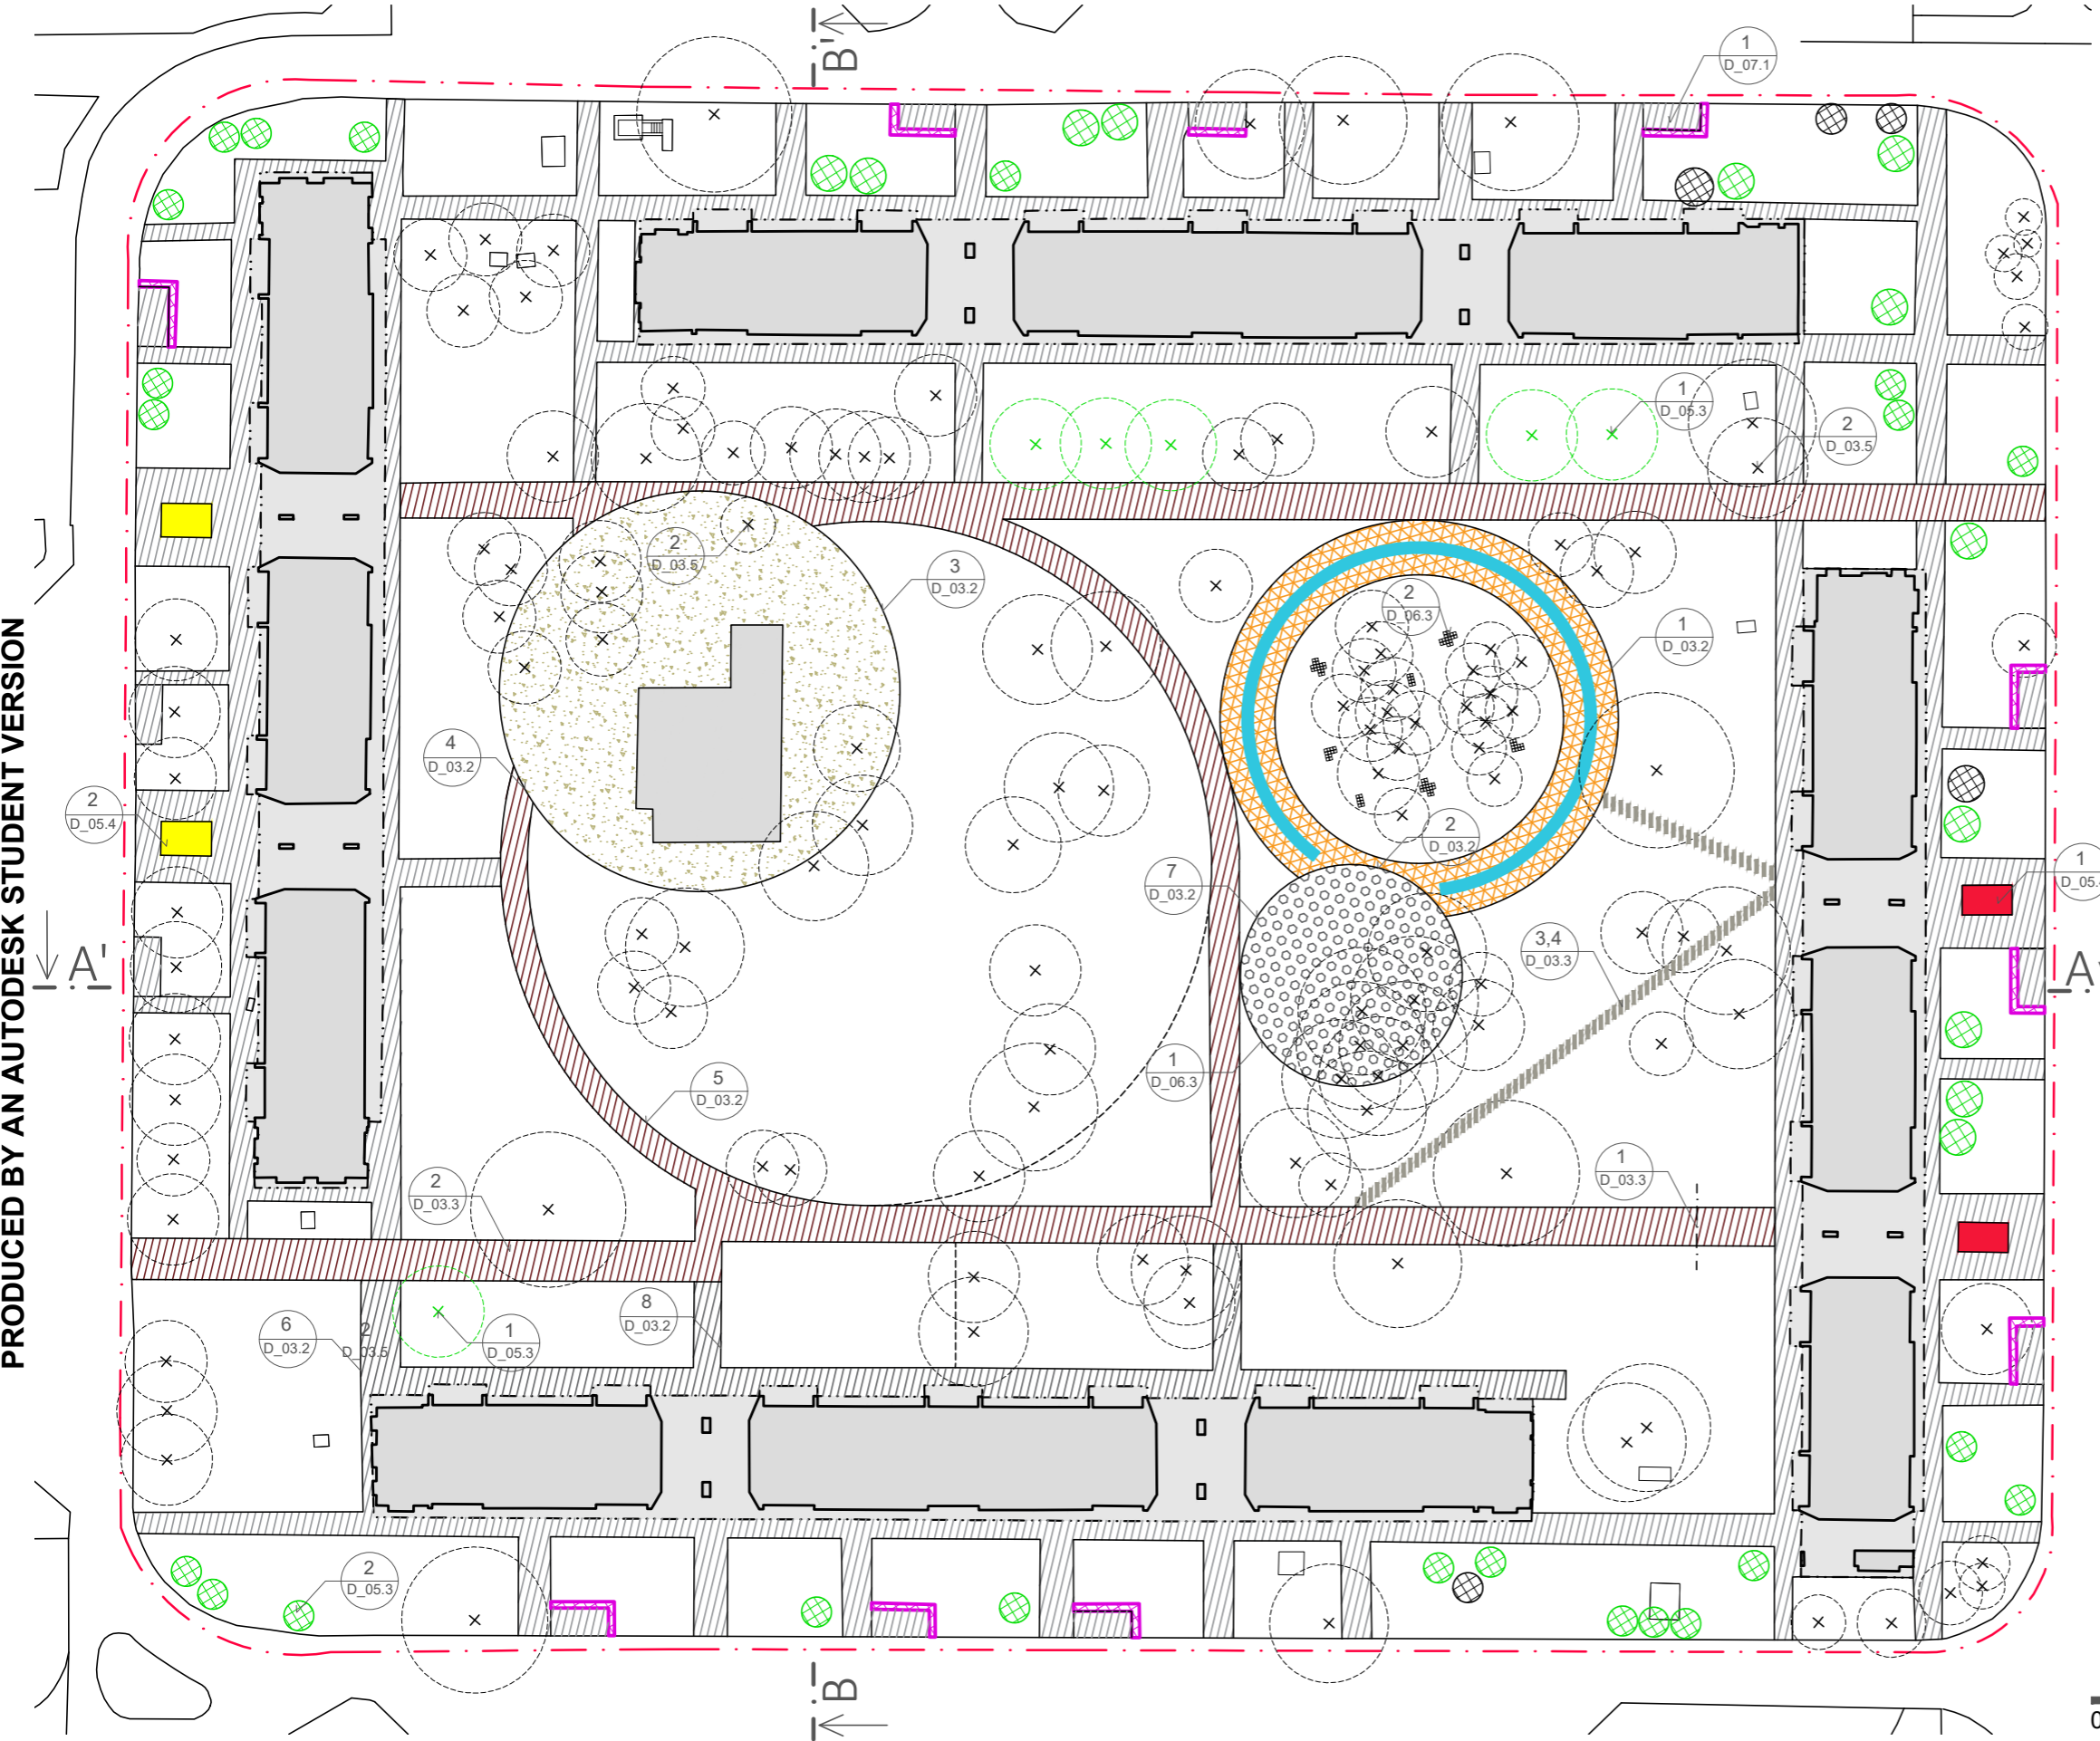 B'
1
D_07.1
1
D_05.3
2
D_03.5
2
D_03.5
3
D_03.2
2
D_06.3
1
D_03.2
PRODUCED BY AN AUTODESK STUDENT VERSION
4
D_03.2
2
D_05.4
2
D_03.2
7
D_03.2
1
A'
3,4
D_03.3
A
5
D_03.2
1
D_06.3
2
D_03.3
1
D_03.3
6
D_03.2
2
D_03.5
1
D_05.3
8
D_03.2
2
D_05.3
B
0